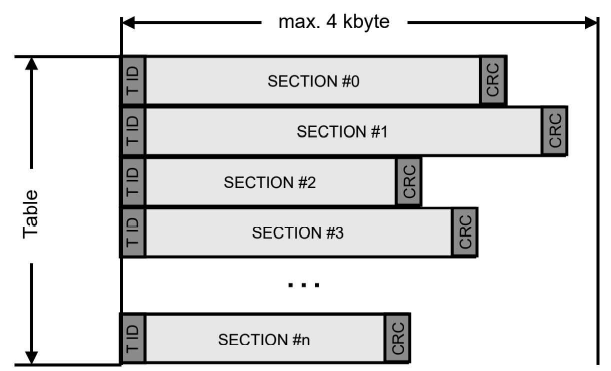 max. 4 kbyte
T ID SECTION #0 CRC
T ID SECTION #1 CRC
T ID SECTION #2 CRC
T ID SECTION #3 CRC
Table
...
T ID SECTION #n CRC